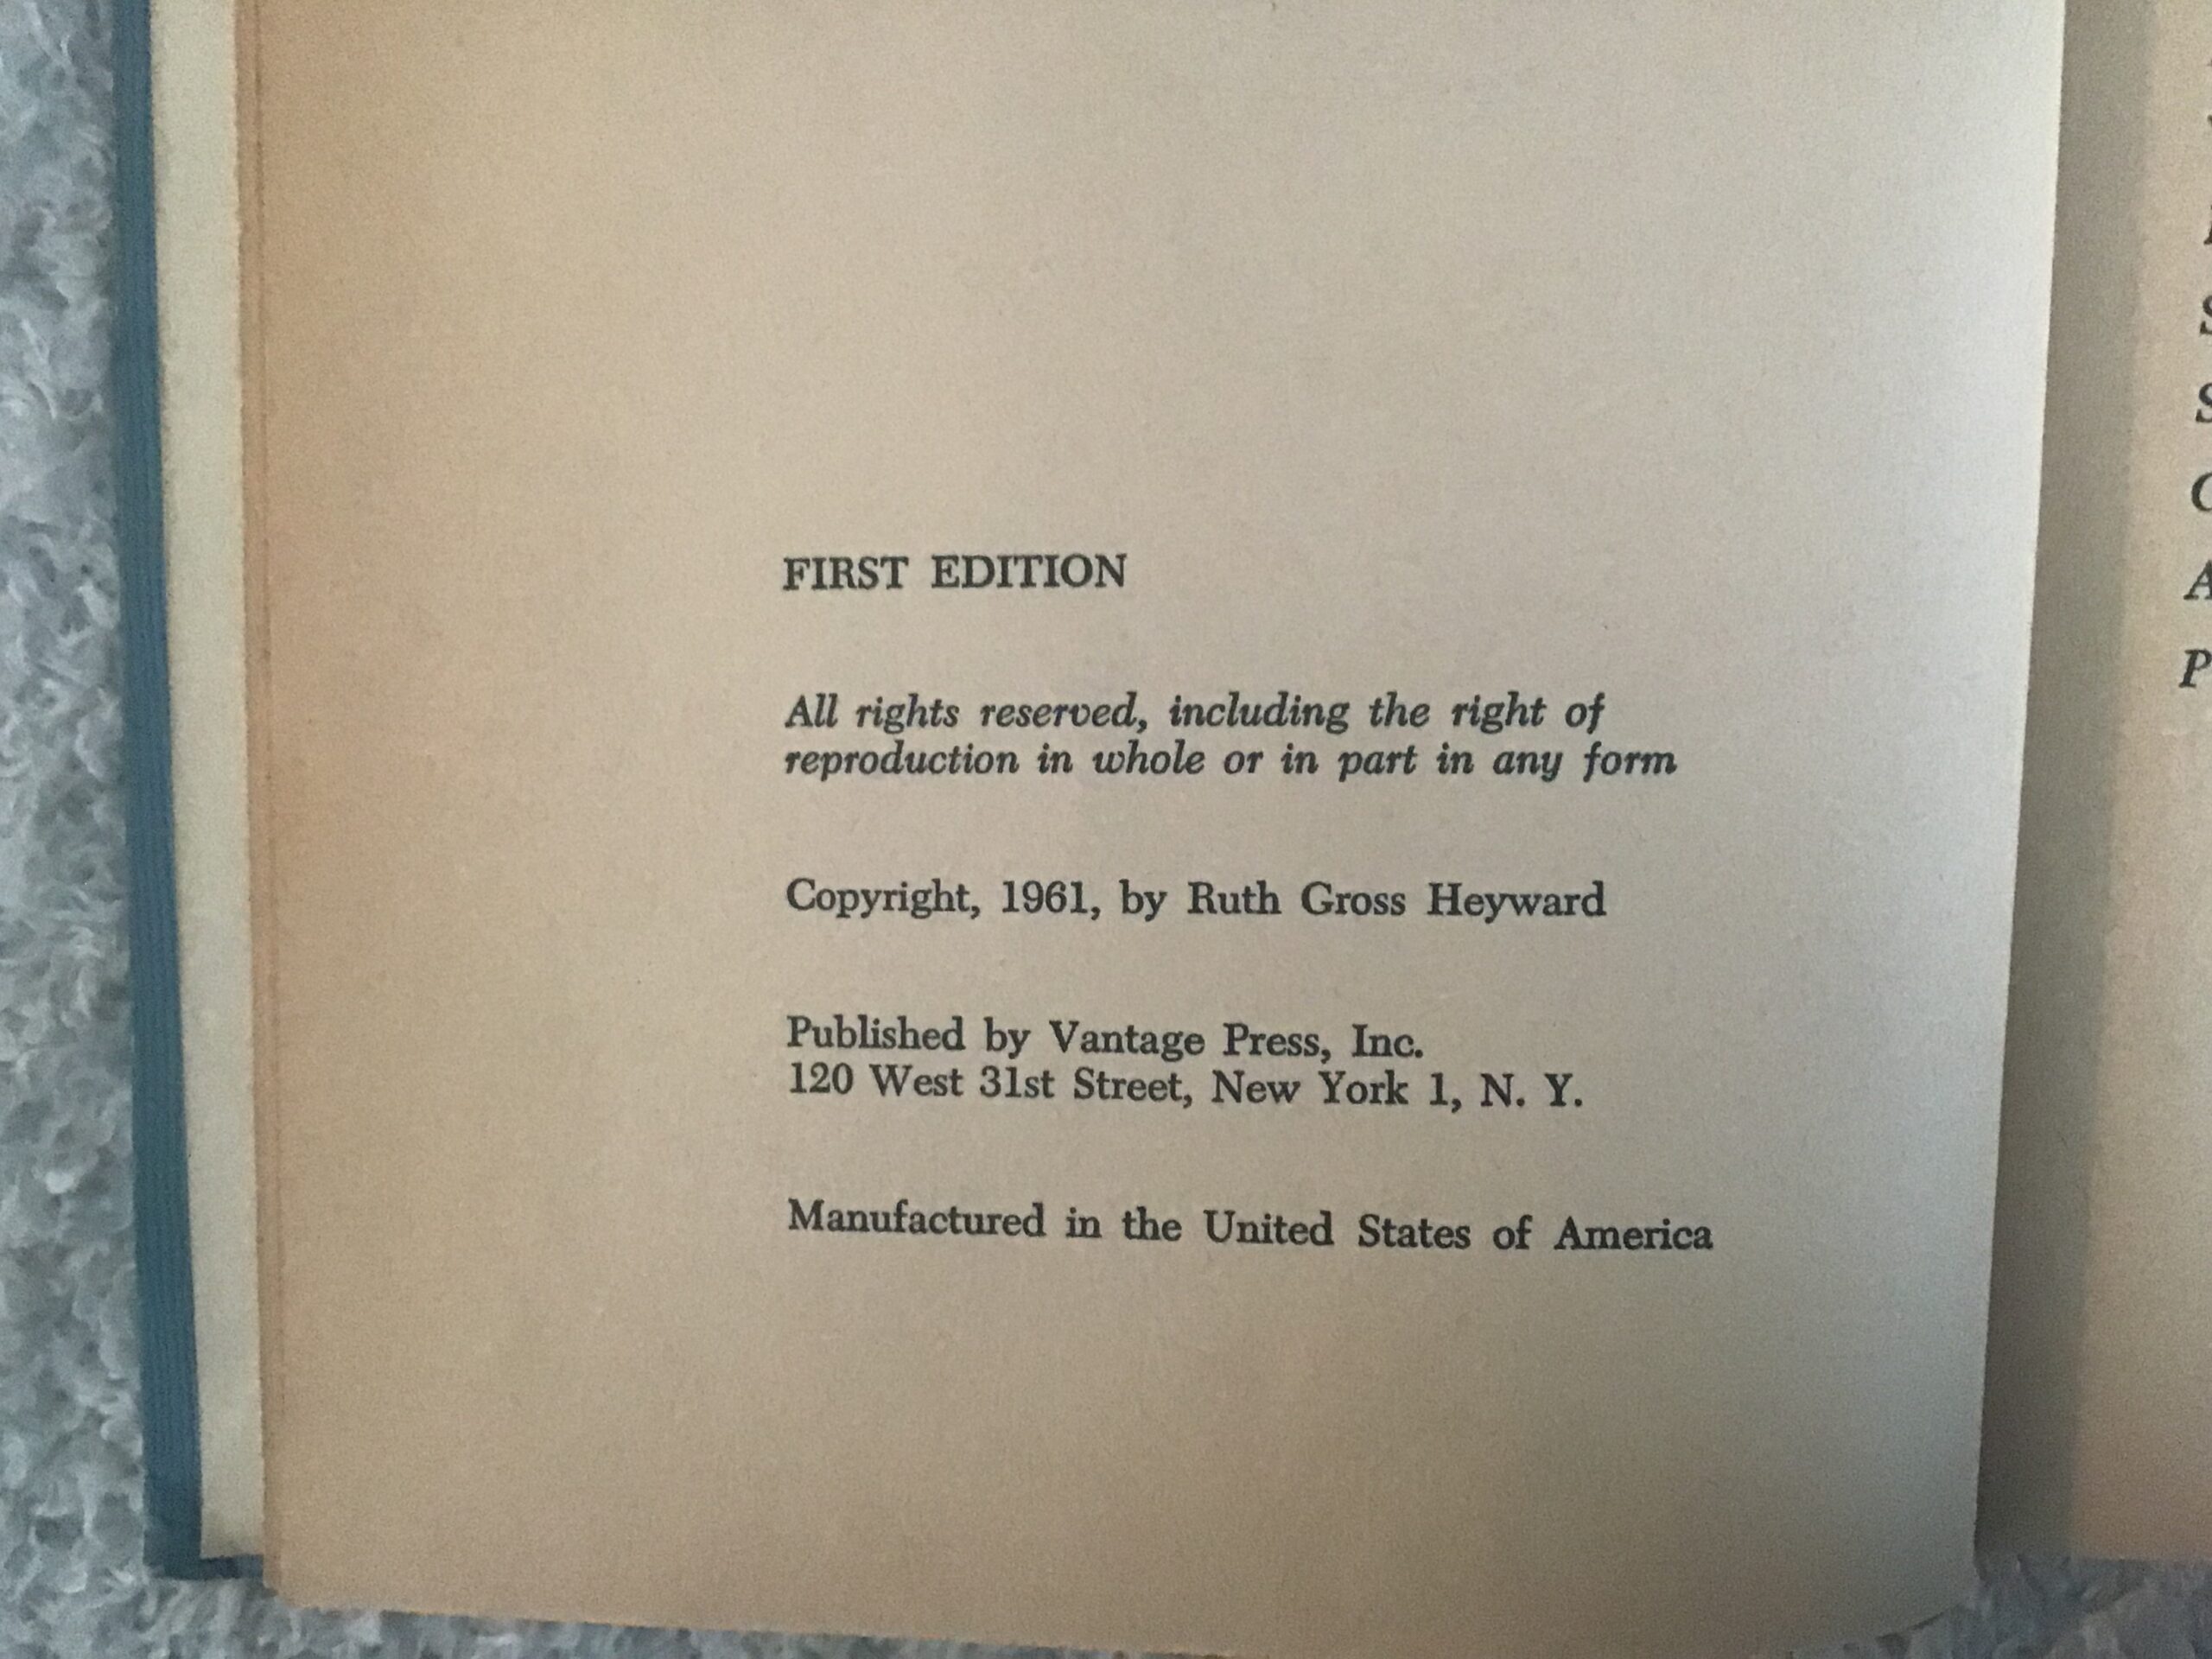 FIRST EDITION
All rights reserved, including the right of
reproduction in whole or in part in any form
Copyright, 1961, by Ruth Gross Heyward
Published by Vantage Press, Inc.
120 West 31st Street, New York 1, N. Y.
Manufactured in the United States of America